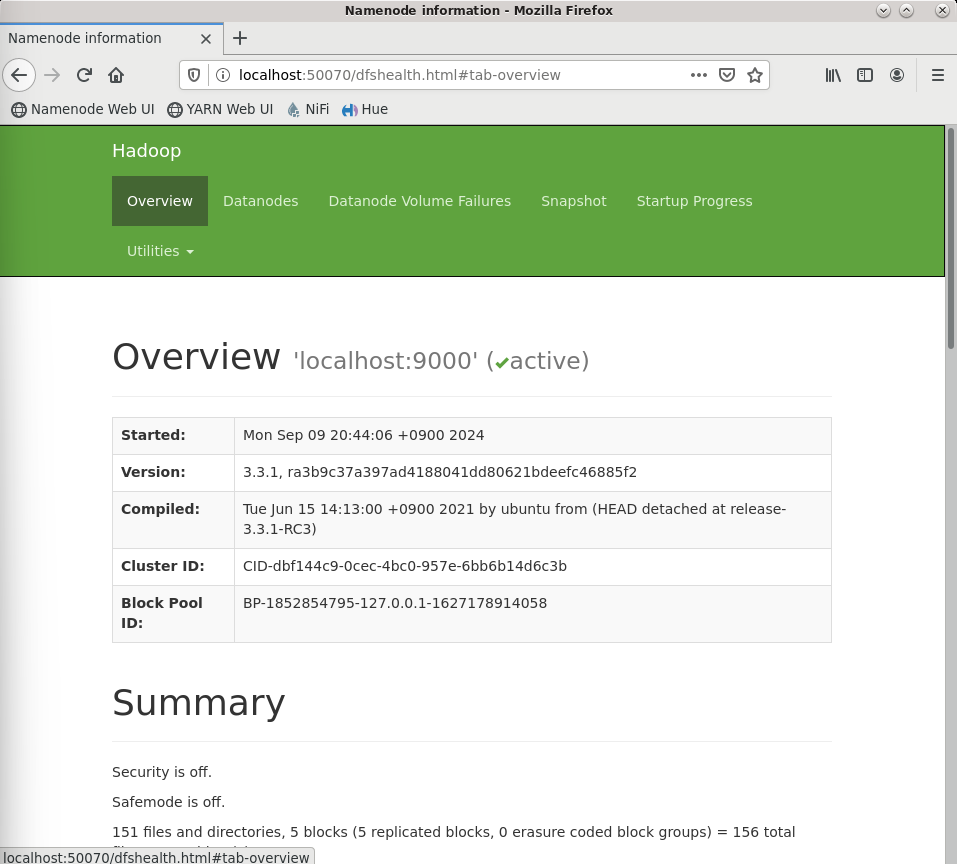 Namenode information - Mozilla Firefox
Namenode information
localhost:50070/dfshealth.html#tab-overview
Namenode Web UI YARN Web UI NiFi Hue
Hadoop
Overview Datanodes Datanode Volume Failures Snapshot Startup Progress
Utilities
Overview 'localhost:9000' (✔active)
Started: Mon Sep 09 20:44:06 +0900 2024
Version: 3.3.1, ra3b9c37a397ad4188041dd80621bdeefc46885f2
Compiled: Tue Jun 15 14:13:00 +0900 2021 by ubuntu from (HEAD detached at release-
3.3.1-RC3)
Cluster ID: CID-dbf144c9-0cec-4bc0-957e-6bb6b14d6c3b
Block Pool BP-1852854795-127.0.0.1-1627178914058
ID:
Summary
Security is off.
Safemode is off.
151 files and directories, 5 blocks (5 replicated blocks, 0 erasure coded block groups) = 156 total
localhost:50070/dfshealth.html#tab-overview